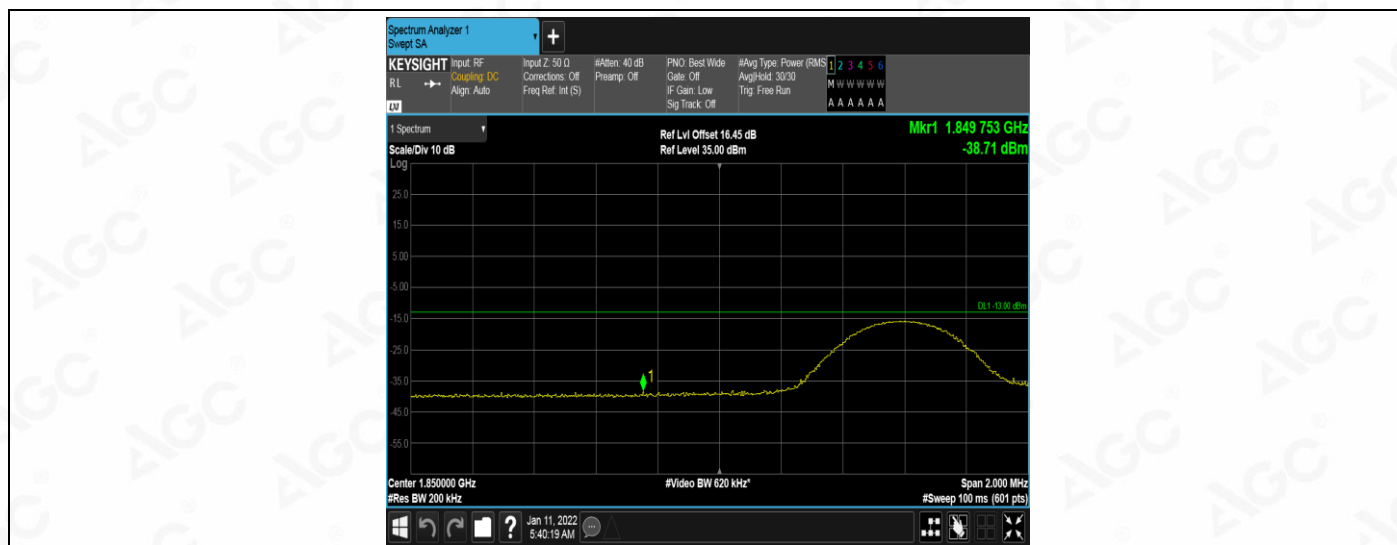 Spectrum Analyzer 1
Swept SA
KEYSIGHT
RL
LXI
Input: RF
Coupling: DC
Align: Auto
Input Z: 50 Ω
Corrections: Off
Freq Ref: Int (S)
#Atten: 40 dB
Preamp: Off
PNO: Best Wide
Gate: Off
IF Gain: Low
Sig Track: Off
#Avg Type: Power (RMS
Avg|Hold: 30/30
Trig: Free Run
1 2 3 4 5 6
M W W W W W
A A A A A A
1 Spectrum
Scale/Div 10 dB
Log
Ref Lvl Offset 16.45 dB
Ref Level 35.00 dBm
Mkr1 1.849 753 GHz
-38.71 dBm
25.0
15.0
5.00
-5.00
DL1 -13.00 dBm
-15.0
-25.0
1
-35.0
-45.0
-55.0
Center 1.850000 GHz
#Res BW 200 kHz
#Video BW 620 kHz*
Span 2.000 MHz
#Sweep 100 ms (601 pts)
?
Jan 11, 2022
5:40:19 AM
AGC